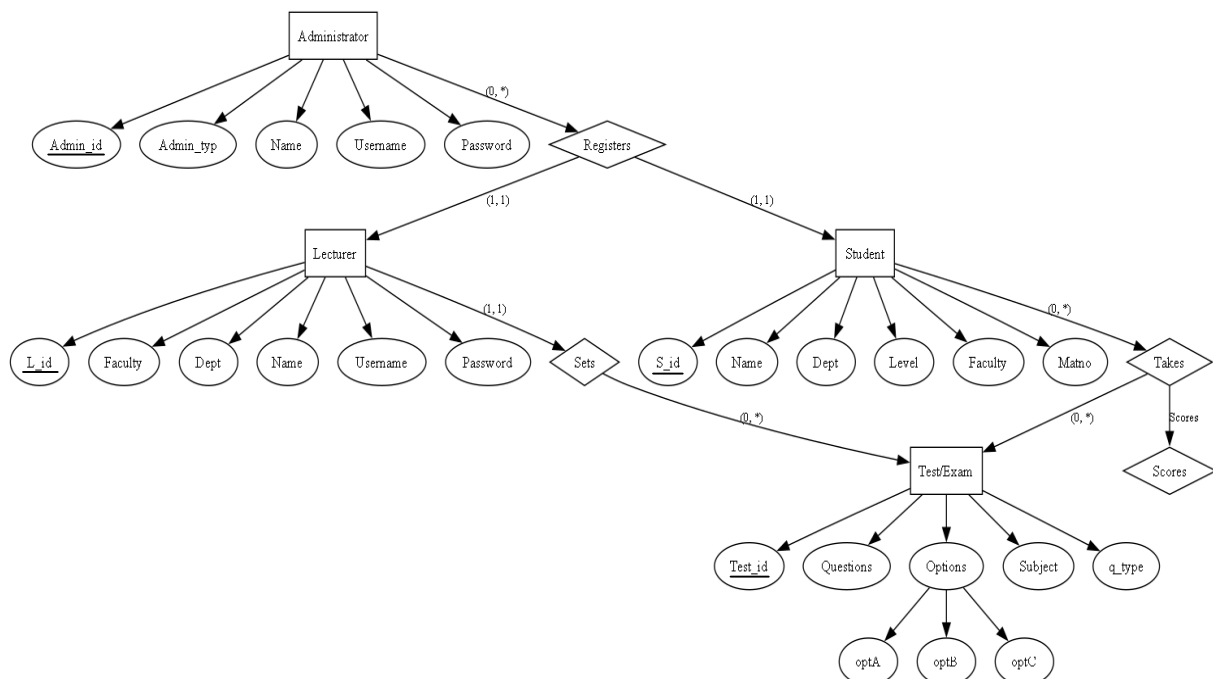 Administrator
(0, *)
Admin_id
Admin_typ
Name
Username
Password
Registers
(1, 1)
(1, 1)
Lecturer
Student
(1, 1)
(0, *)
L_id
Faculty
Dept
Name
Username
Password
Sets
S_id
Name
Dept
Level
Faculty
Matno
Takes
(0, *)
(0, *)
Scores
Test/Exam
Scores
Test_id
Questions
Options
Subject
q_type
optA
optB
optC